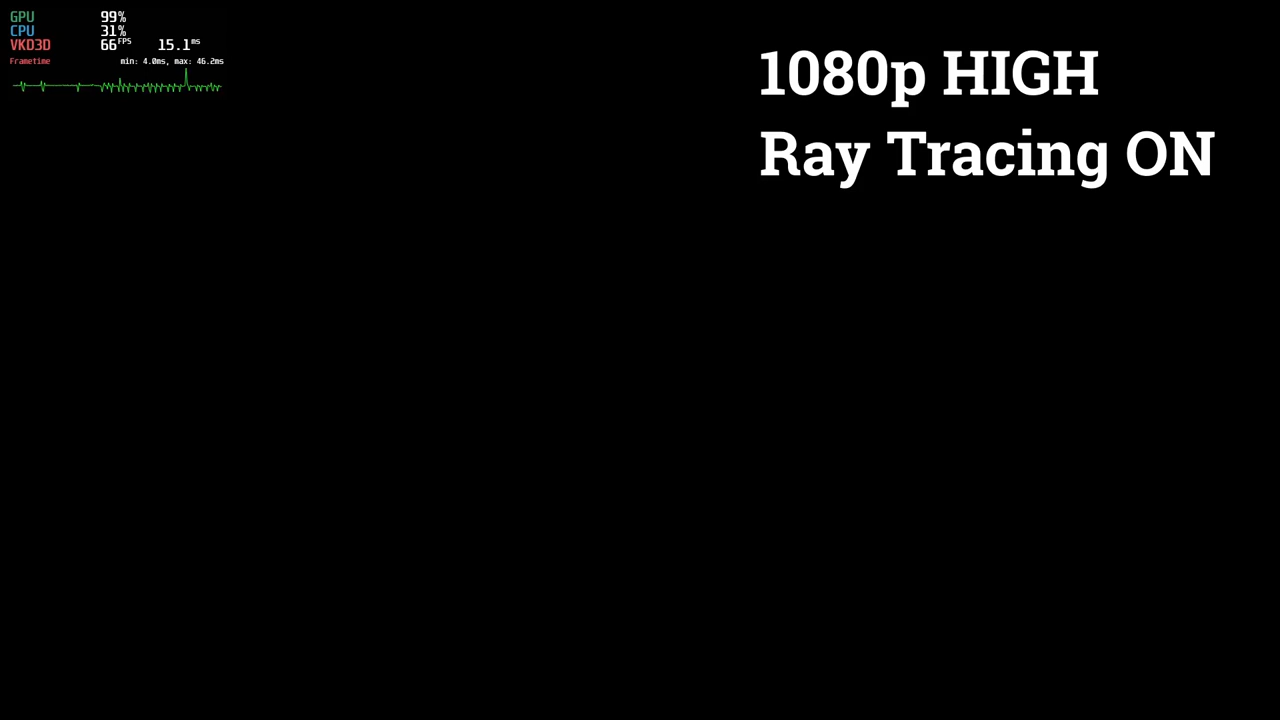 GPU 99%
CPU 31%
VKD3D 66FPS 15.1ms
Frametime min: 4.0ms, max: 46.2ms
1080p HIGH
Ray Tracing ON